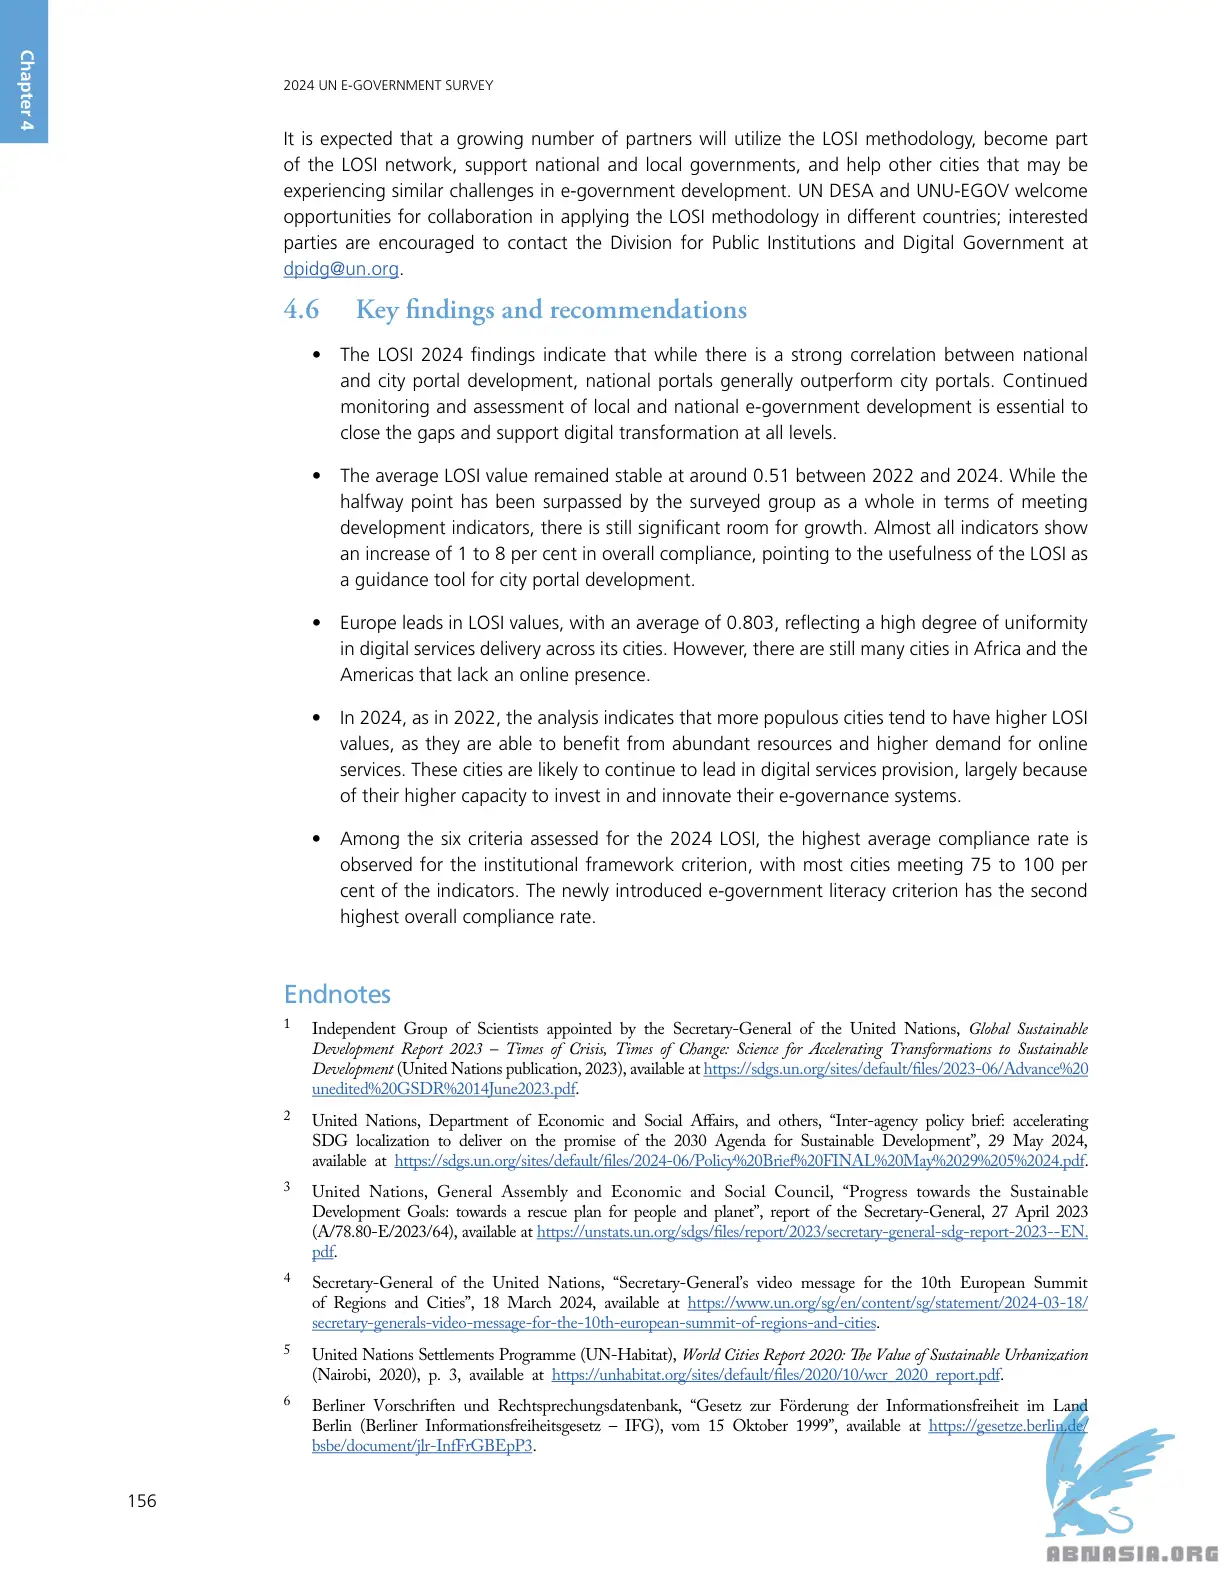 Chapter 4
2024 UN E-GOVERNMENT SURVEY
It is expected that a growing number of partners will utilize the LOSI methodology, become part
of the LOSI network, support national and local governments, and help other cities that may be
experiencing similar challenges in e-government development. UN DESA and UNU-EGOV welcome
opportunities for collaboration in applying the LOSI methodology in different countries; interested
parties are encouraged to contact the Division for Public Institutions and Digital Government at
dpidg@un.org.
4.6 Key findings and recommendations
• The LOSI 2024 findings indicate that while there is a strong correlation between national
and city portal development, national portals generally outperform city portals. Continued
monitoring and assessment of local and national e-government development is essential to
close the gaps and support digital transformation at all levels.
• The average LOSI value remained stable at around 0.51 between 2022 and 2024. While the
halfway point has been surpassed by the surveyed group as a whole in terms of meeting
development indicators, there is still significant room for growth. Almost all indicators show
an increase of 1 to 8 per cent in overall compliance, pointing to the usefulness of the LOSI as
a guidance tool for city portal development.
• Europe leads in LOSI values, with an average of 0.803, reflecting a high degree of uniformity
in digital services delivery across its cities. However, there are still many cities in Africa and the
Americas that lack an online presence.
• In 2024, as in 2022, the analysis indicates that more populous cities tend to have higher LOSI
values, as they are able to benefit from abundant resources and higher demand for online
services. These cities are likely to continue to lead in digital services provision, largely because
of their higher capacity to invest in and innovate their e-governance systems.
• Among the six criteria assessed for the 2024 LOSI, the highest average compliance rate is
observed for the institutional framework criterion, with most cities meeting 75 to 100 per
cent of the indicators. The newly introduced e-government literacy criterion has the second
highest overall compliance rate.
Endnotes
1 Independent Group of Scientists appointed by the Secretary-General of the United Nations, Global Sustainable
Development Report 2023 – Times of Crisis, Times of Change: Science for Accelerating Transformations to Sustainable
Development (United Nations publication, 2023), available at https://sdgs.un.org/sites/default/files/2023-06/Advance%20
unedited%20GSDR%2014June2023.pdf.
2 United Nations, Department of Economic and Social Affairs, and others, “Inter-agency policy brief: accelerating
SDG localization to deliver on the promise of the 2030 Agenda for Sustainable Development”, 29 May 2024,
available at https://sdgs.un.org/sites/default/files/2024-06/Policy%20Brief%20FINAL%20May%2029%205%2024.pdf.
3 United Nations, General Assembly and Economic and Social Council, “Progress towards the Sustainable
Development Goals: towards a rescue plan for people and planet”, report of the Secretary-General, 27 April 2023
(A/78.80-E/2023/64), available at https://unstats.un.org/sdgs/files/report/2023/secretary-general-sdg-report-2023--EN.
pdf.
4 Secretary-General of the United Nations, “Secretary-General’s video message for the 10th European Summit
of Regions and Cities”, 18 March 2024, available at https://www.un.org/sg/en/content/sg/statement/2024-03-18/
secretary-generals-video-message-for-the-10th-european-summit-of-regions-and-cities.
5 United Nations Settlements Programme (UN-Habitat), World Cities Report 2020: The Value of Sustainable Urbanization
(Nairobi, 2020), p. 3, available at https://unhabitat.org/sites/default/files/2020/10/wcr_2020_report.pdf.
6 Berliner Vorschriften und Rechtsprechungsdatenbank, “Gesetz zur Förderung der Informationsfreiheit im Land
Berlin (Berliner Informationsfreiheitsgesetz – IFG), vom 15 Oktober 1999”, available at https://gesetze.berlin.de/
bsbe/document/jlr-InfFrGBEpP3.
156
ABNASIA.ORG